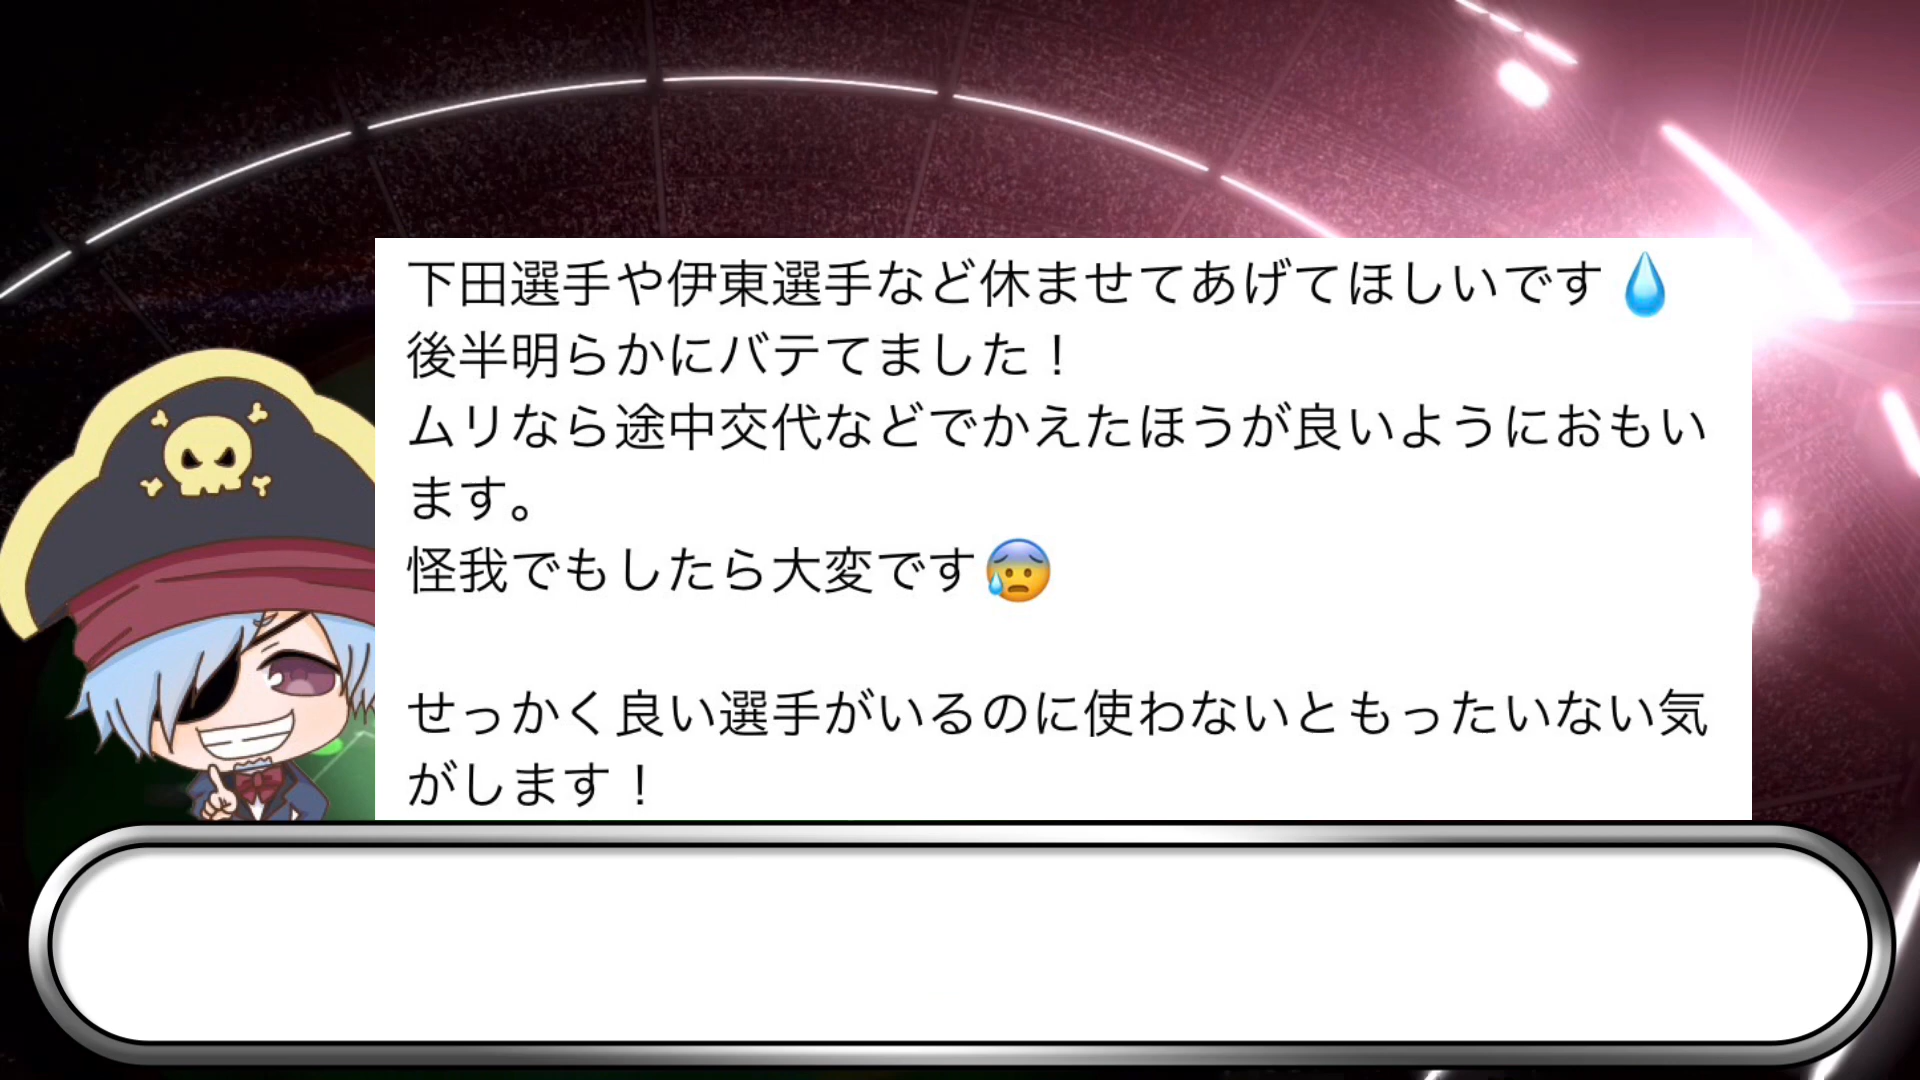 下田選手や伊東選手など休ませてあげてほしいです💧
後半明らかにバテてました！
ムリなら途中交代などでかえたほうが良いようにおもい
ます。
怪我でもしたら大変です😰
せっかく良い選手がいるのに使わないともったいない気
がします！